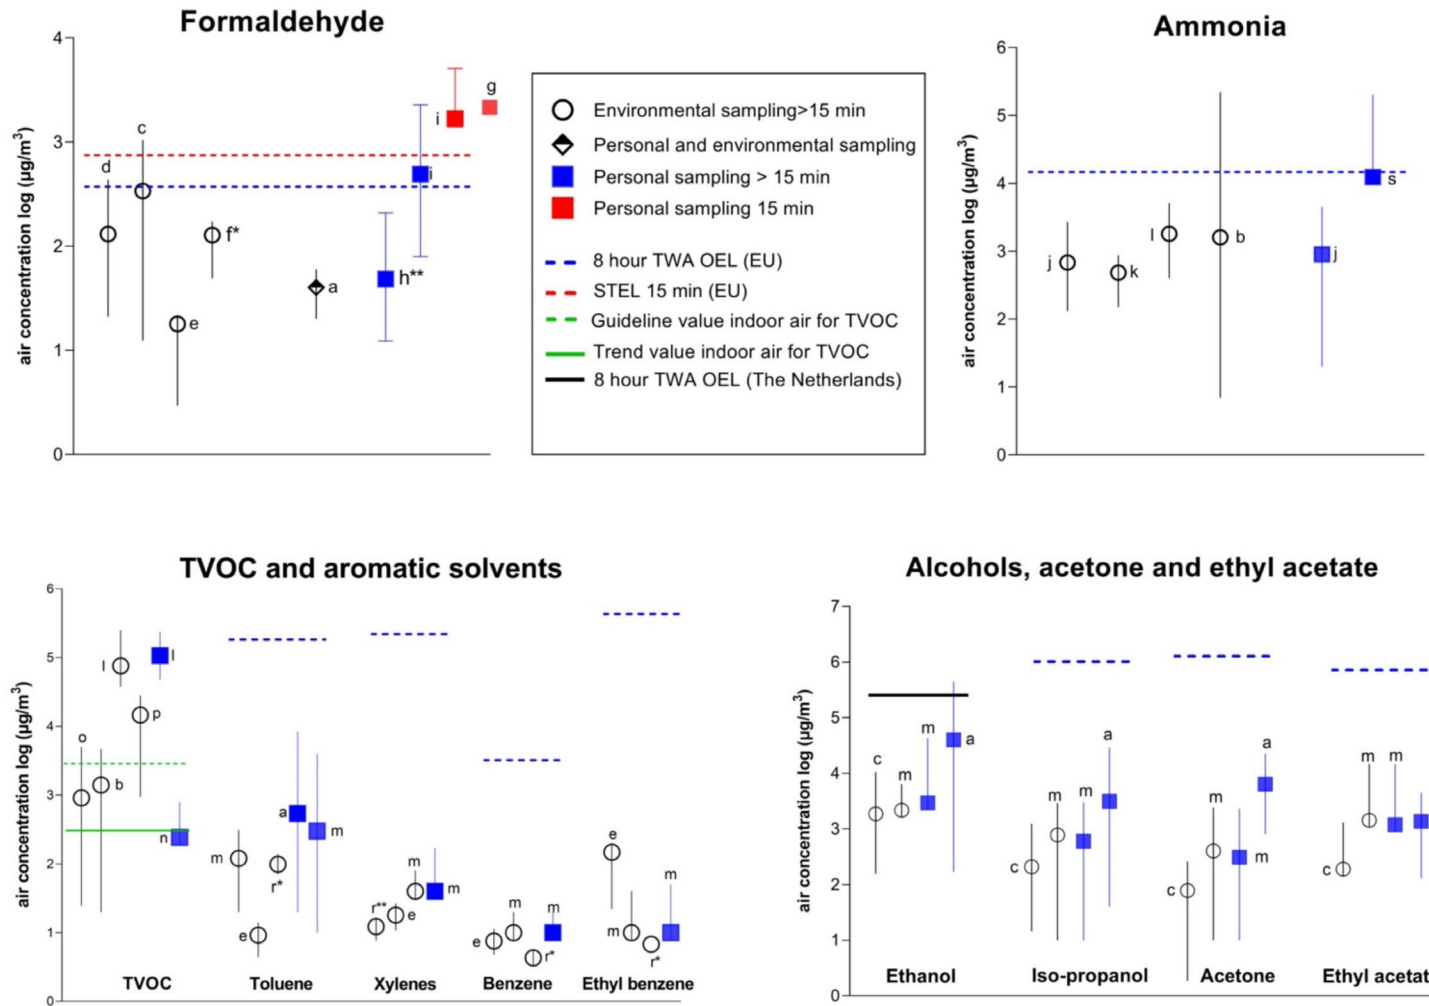 Formaldehyde
4
3
2
1
0
air concentration log (µg/m³)
d
c
e
f*
a
h**
i
i
g
Environmental sampling>15 min
Personal and environmental sampling
Personal sampling > 15 min
Personal sampling 15 min
8 hour TWA OEL (EU)
STEL 15 min (EU)
Guideline value indoor air for TVOC
Trend value indoor air for TVOC
8 hour TWA OEL (The Netherlands)
Ammonia
6
5
4
3
2
1
0
air concentration log (µg/m³)
j
k
l
b
j
s
TVOC and aromatic solvents
6
5
4
3
2
1
0
air concentration log (µg/m³)
o
b
l
p
l
n
m
e
r*
a
m
r**
e
m
m
e
m
r*
m
e
m
r*
m
TVOC Toluene Xylenes Benzene Ethyl benzene
Alcohols, acetone and ethyl acetate
7
6
5
4
3
2
1
0
air concentration log (µg/m³)
c
m
m
a
c
m
m
a
c
m
m
a
c
m
m
Ethanol Iso-propanol Acetone Ethyl acetat